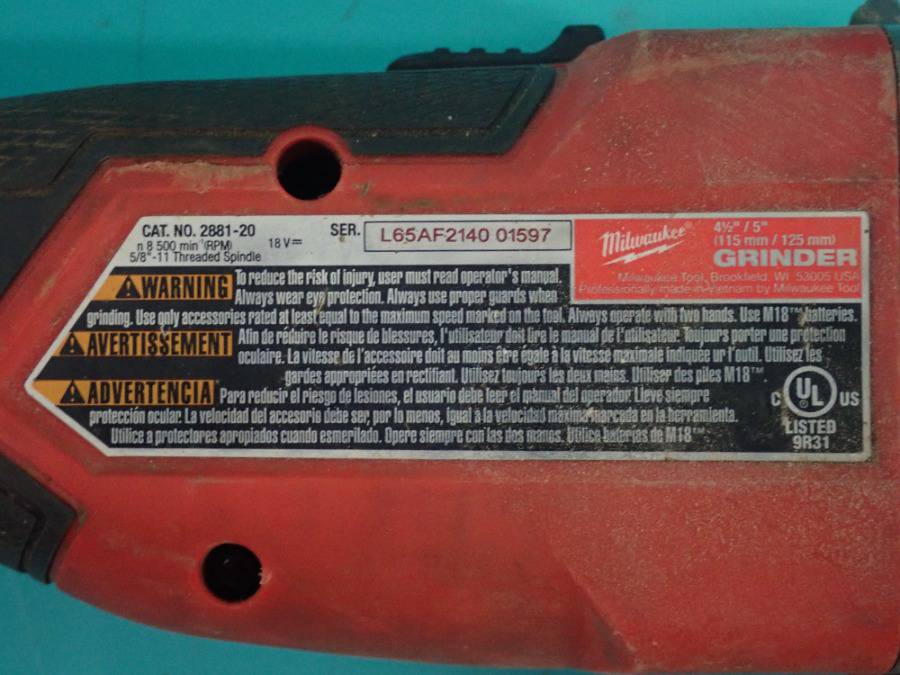 CAT. NO. 2881-20
n 8 500 min⁻¹(RPM) 18 V⎓
5/8"-11 Threaded Spindle
SER. L65AF2140 01597
Milwaukee
4½" / 5"
(115 mm / 125 mm)
GRINDER
Milwaukee Tool, Brookfield, WI 53005 USA
Professionally made in Vietnam by Milwaukee Tool
WARNING To reduce the risk of injury, user must read operator's manual.
Always wear eye protection. Always use proper guards when
grinding. Use only accessories rated at least equal to the maximum speed marked on the tool. Always operate with two hands. Use M18™ batteries.
AVERTISSEMENT Afin de réduire le risque de blessures, l'utilisateur doit lire le manuel de l'utilisateur. Toujours porter une protection
oculaire. La vitesse de l'accessoire doit au moins être égale à la vitesse maximale indiquée ur l'outil. Utilisez les
gardes appropriées en rectifiant. Utilisez toujours les deux mains. Utiliser des piles M18™
ADVERTENCIA Para reducir el riesgo de lesiones, el usuario debe leer el manual del operador. Lleve siempre
protección ocular. La velocidad del accesorio debe ser, por lo menos, igual a la velocidad máxima marcada en la herramienta.
Utilice a protectores apropiados cuando esmerilado. Opere siempre con las dos manos. Utilice baterías de M18™
C UL ® US
LISTED
9R31